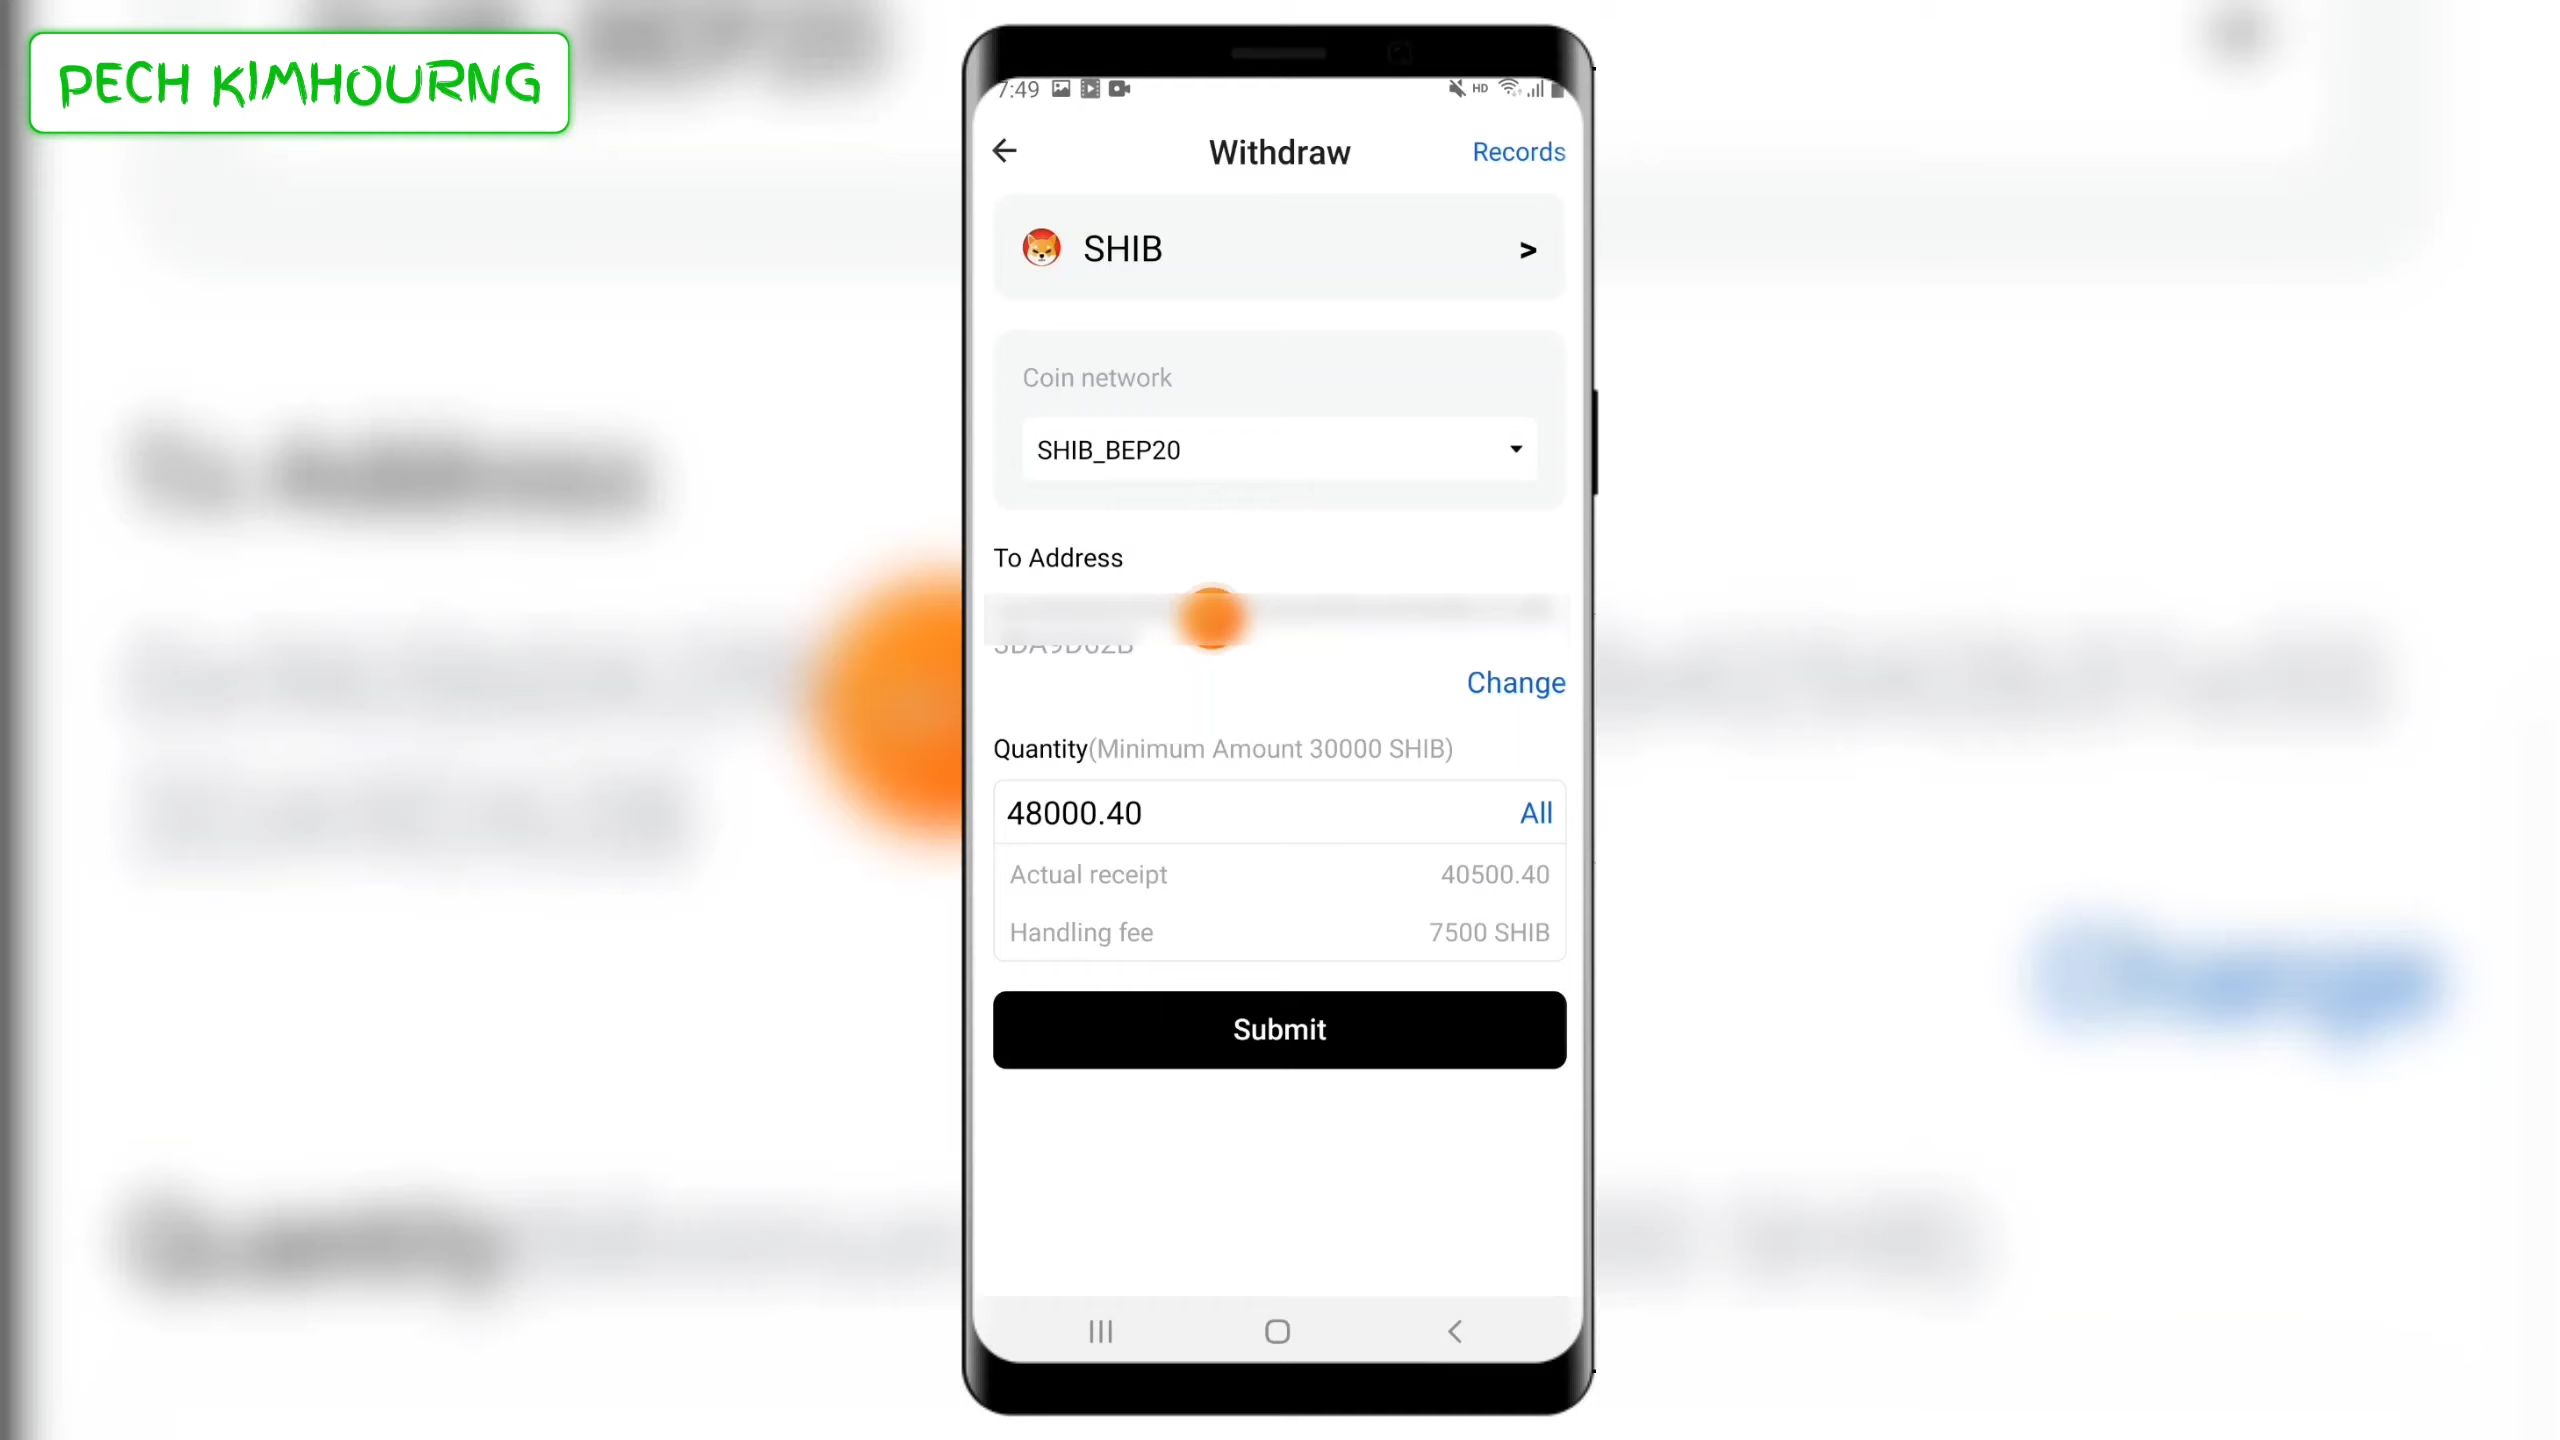 PECH KIMHOURNG
7:49 HD
Withdraw Records
SHIB >
Coin network
SHIB_BEP20
To Address
Change
Quantity(Minimum Amount 30000 SHIB)
48000.40 All
Actual receipt 40500.40
Handling fee 7500 SHIB
Submit